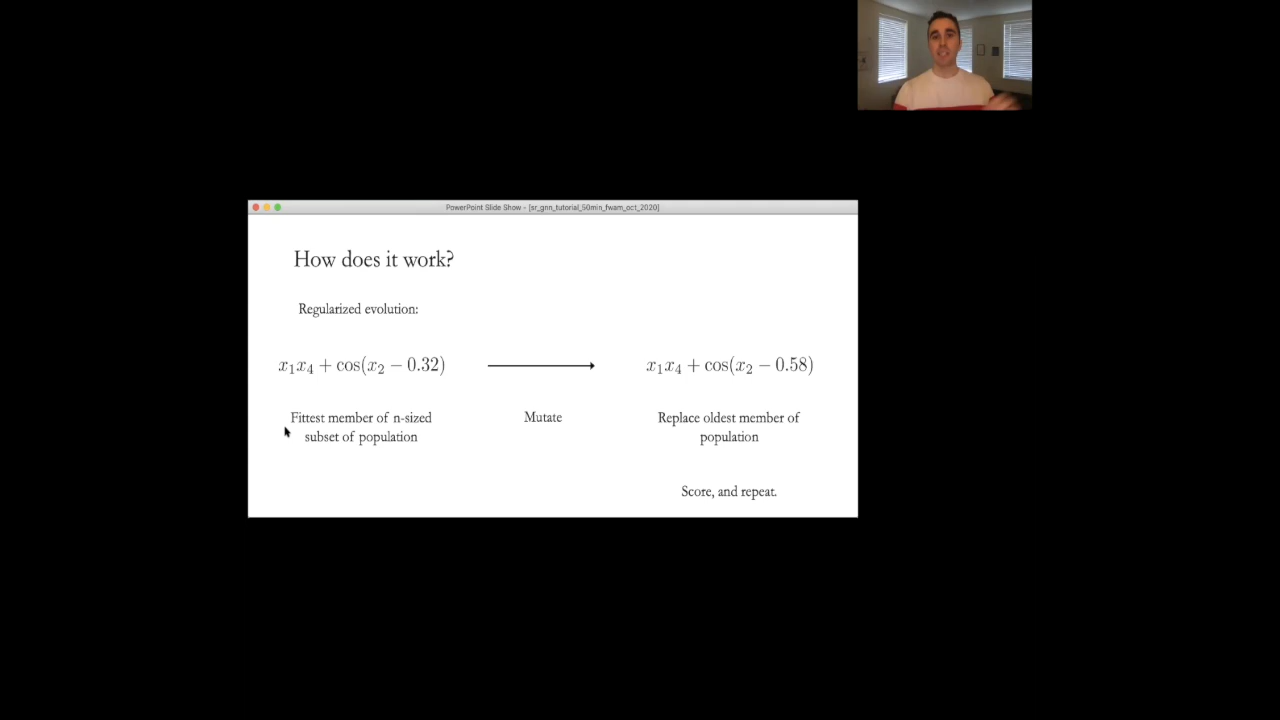 PowerPoint Slide Show - [sr_gnn_tutorial_50min_fwam_oct_2020]
How does it work?
Regularized evolution:
x₁x₄ + cos(x₂ − 0.32)
x₁x₄ + cos(x₂ − 0.58)
Fittest member of n-sized
subset of population
Mutate
Replace oldest member of
population
Score, and repeat.